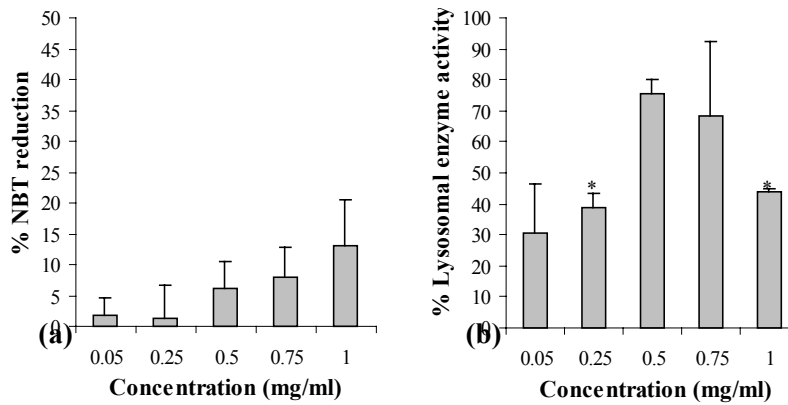 50
45
40
35
30
25
20
15
10
5
0
% NBT reduction
(a)
0.05 0.25 0.5 0.75 1
Concentration (mg/ml)
100
90
80
70
60
50
40
30
20
10
0
% Lysosomal enzyme activity
* *
(b)
0.05 0.25 0.5 0.75 1
Concentration (mg/ml)